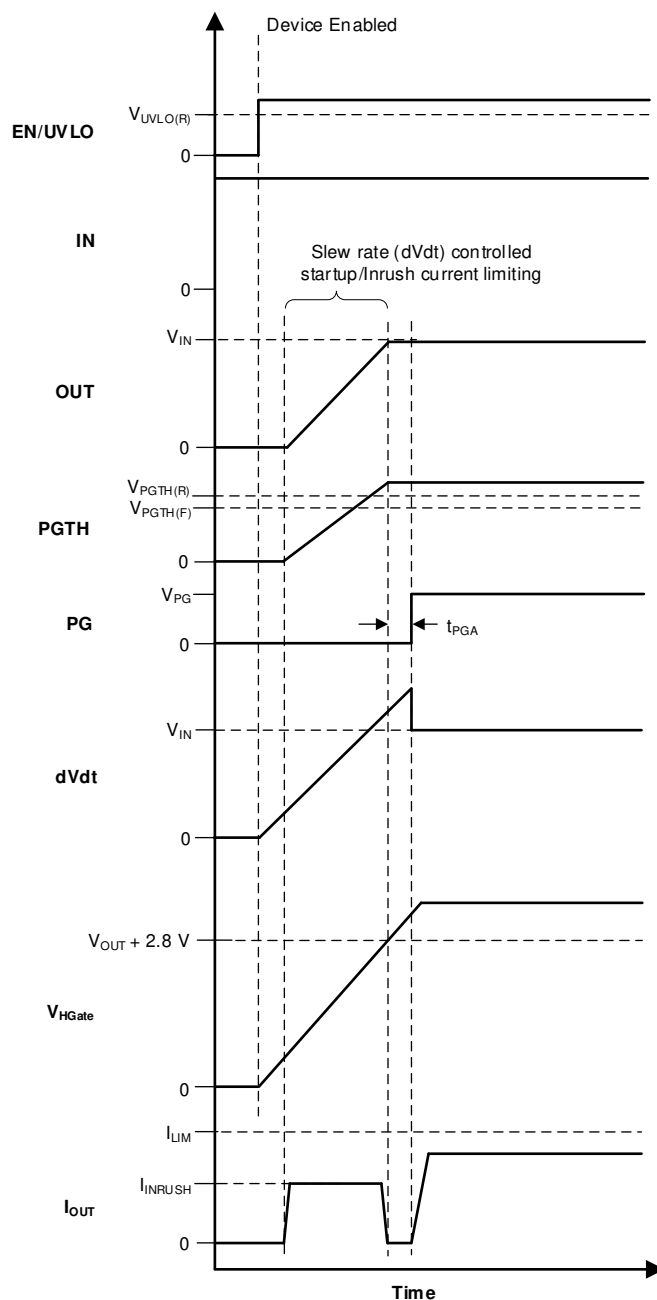 Device Enabled
V_UVLO(R)
EN/UVLO
0
IN
Slew rate (dVdt) controlled
startup/Inrush current limiting
0
V_IN
OUT
0
V_PGTH(R)
V_PGTH(F)
PGTH
0
V_PG
PG
t_PGA
0
V_IN
dVdt
0
V_OUT + 2.8 V
V_HGate
0
I_LIM
I_INRUSH
I_OUT
0
Time